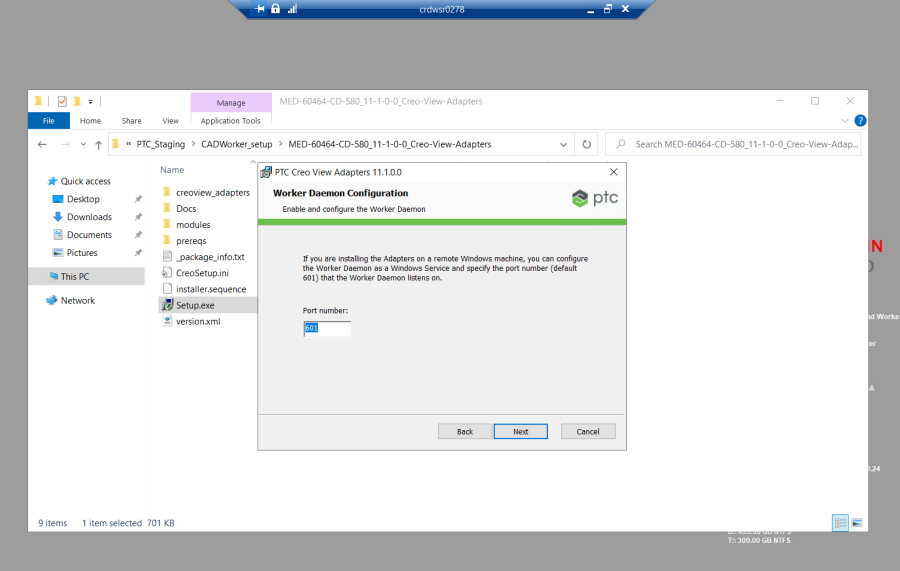 crdwsr0278
Manage
MED-60464-CD-580_11-1-0-0_Creo-View-Adapters
File
Home
Share
View
Application Tools
?
« PTC_Staging > CADWorker_setup > MED-60464-CD-580_11-1-0-0_Creo-View-Adapters
Search MED-60464-CD-580_11-1-0-0_Creo-View-Adap...
Quick access
Desktop
Downloads
Documents
Pictures
This PC
Network
Name
creoview_adapters
Docs
modules
prereqs
_package_info.txt
CreoSetup.ini
installer.sequence
Setup.exe
version.xml
PTC Creo View Adapters 11.1.0.0
Worker Daemon Configuration
Enable and configure the Worker Daemon
ptc
If you are installing the Adapters on a remote Windows machine, you can configure
the Worker Daemon as a Windows Service and specify the port number (default
601) that the Worker Daemon listens on.
Port number:
601
Back
Next
Cancel
IN
ad Worke
er
A
.24
9 items
1 item selected 701 KB
T:\ 300.00 GB NTFS